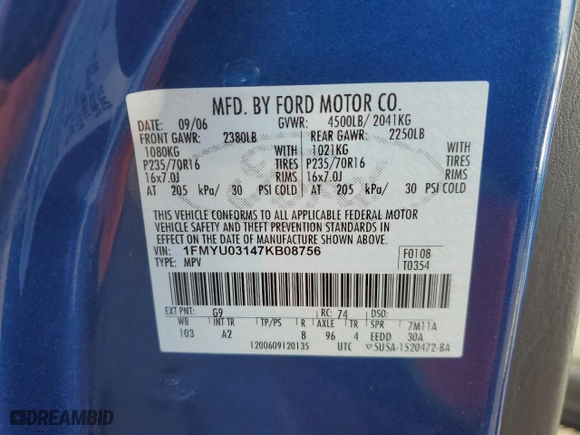 MFD. BY FORD MOTOR CO.
DATE: 09/06 GVWR: 4500LB/ 2041KG
FRONT GAWR: 2380LB REAR GAWR: 2250LB
1080KG 1021KG WITH
P235/70R16 TIRES P235/70R16 TIRES
16x7.0J RIMS 16x7.0J RIMS
AT 205 kPa/ 30 PSI COLD AT 205 kPa/ 30 PSI COLD
THIS VEHICLE CONFORMS TO ALL APPLICABLE FEDERAL MOTOR
VEHICLE SAFETY AND THEFT PREVENTION STANDARDS IN
EFFECT ON THE DATE OF MANUFACTURE SHOWN ABOVE.
VIN: 1FMYU03147KB08756 F0108
TYPE: MPV T0354
EXT PNT: G9 RC: 74 DSO:
WB INT TR TP/PS R AXLE TR SPR 7M11A
103 A2 8 96 4 EEDD 30A
1200609120135 UTC 5U5A-1520472-BA
DREAMBID